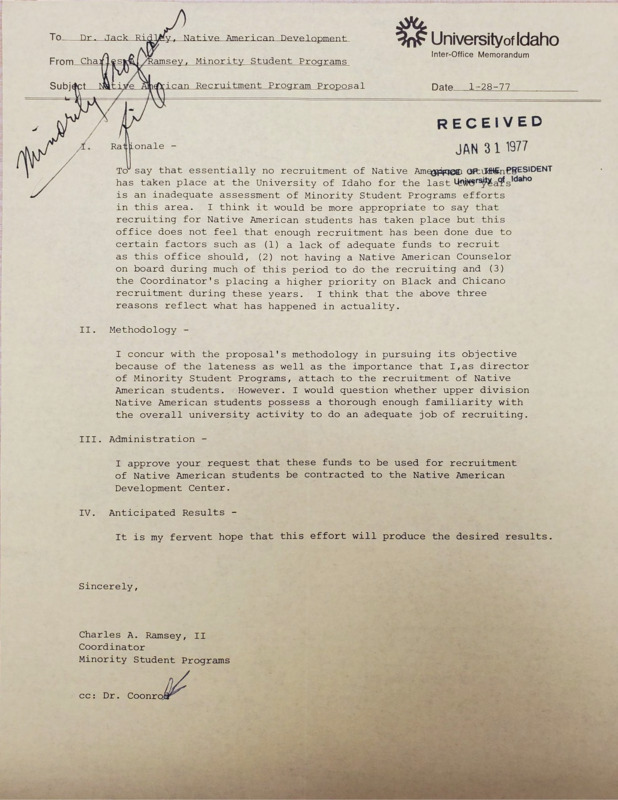 To Dr. Jack Ridley, Native American Development
University of Idaho
Inter-Office Memorandum
From Charles Ramsey, Minority Student Programs
Subject Native American Recruitment Program Proposal
Date 1-28-77
Minority Programs
file
RECEIVED
JAN 31 1977
OFFICE OF THE PRESIDENT
University of Idaho
I. Rationale -
To say that essentially no recruitment of Native American students
has taken place at the University of Idaho for the last two years
is an inadequate assessment of Minority Student Programs efforts
in this area. I think it would be more appropriate to say that
recruiting for Native American students has taken place but this
office does not feel that enough recruitment has been done due to
certain factors such as (1) a lack of adequate funds to recruit
as this office should, (2) not having a Native American Counselor
on board during much of this period to do the recruiting and (3)
the Coordinator's placing a higher priority on Black and Chicano
recruitment during these years. I think that the above three
reasons reflect what has happened in actuality.
II. Methodology -
I concur with the proposal's methodology in pursuing its objective
because of the lateness as well as the importance that I,as director
of Minority Student Programs, attach to the recruitment of Native
American students. However. I would question whether upper division
Native American students possess a thorough enough familiarity with
the overall university activity to do an adequate job of recruiting.
III. Administration -
I approve your request that these funds to be used for recruitment
of Native American students be contracted to the Native American
Development Center.
IV. Anticipated Results -
It is my fervent hope that this effort will produce the desired results.
Sincerely,
Charles A. Ramsey, II
Coordinator
Minority Student Programs
cc: Dr. Coonrod